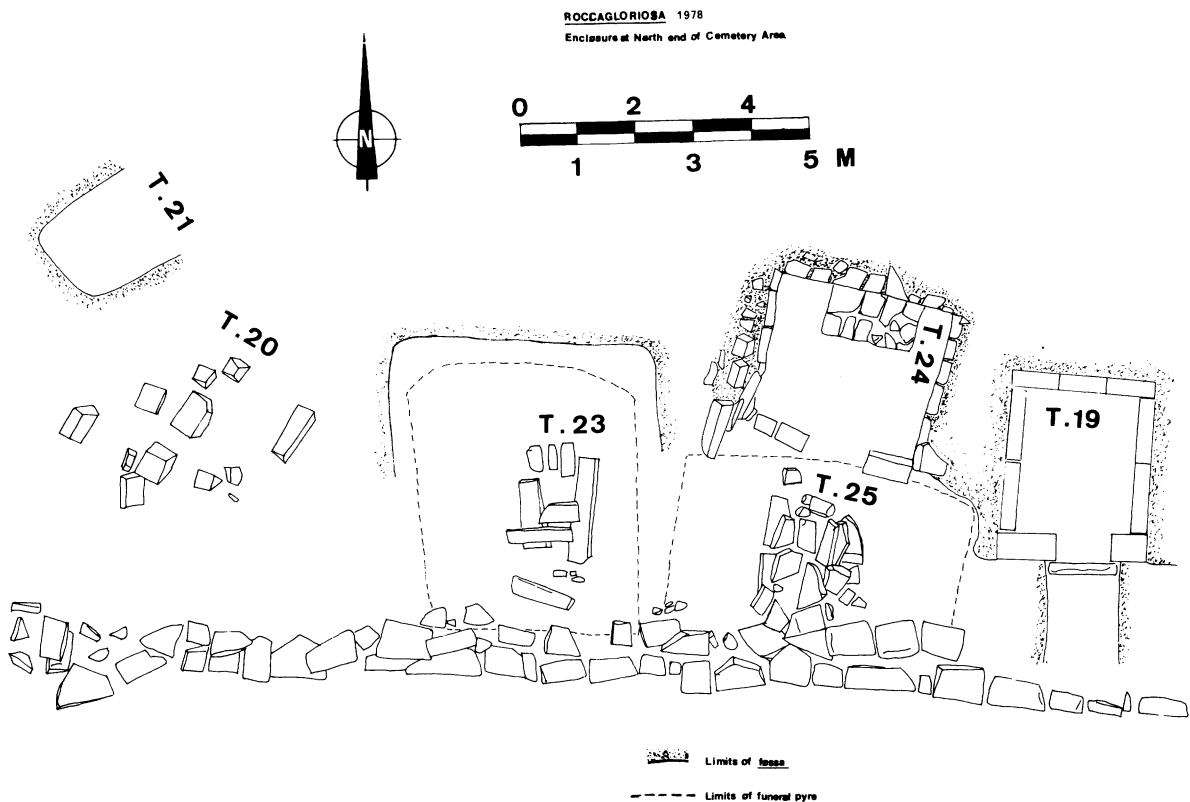 ROCCAGLORIOSA 1978
Enclosure at North end of Cemetery Area
N
0 2 4
1 3 5 M
T.21
T.20
T.23
T.24
T.19
T.25
Limits of fossa
Limits of funeral pyre